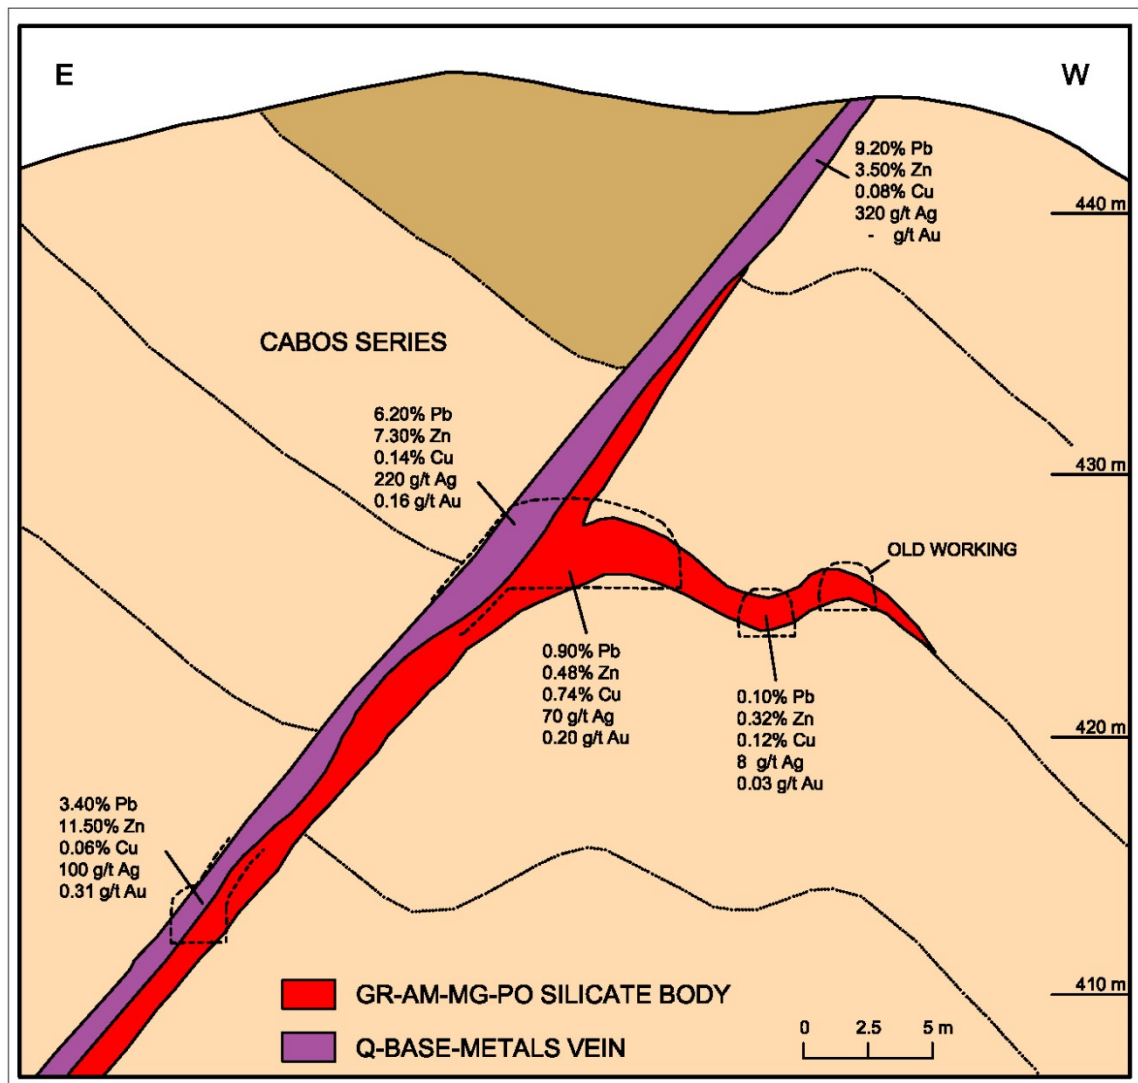 E
W
9.20% Pb
3.50% Zn
0.08% Cu
320 g/t Ag
- g/t Au
440 m
CABOS SERIES
6.20% Pb
7.30% Zn
0.14% Cu
220 g/t Ag
0.16 g/t Au
430 m
OLD WORKING
0.90% Pb
0.48% Zn
0.74% Cu
70 g/t Ag
0.20 g/t Au
0.10% Pb
0.32% Zn
0.12% Cu
8 g/t Ag
0.03 g/t Au
420 m
3.40% Pb
11.50% Zn
0.06% Cu
100 g/t Ag
0.31 g/t Au
410 m
GR-AM-MG-PO SILICATE BODY
Q-BASE-METALS VEIN
0 2.5 5 m